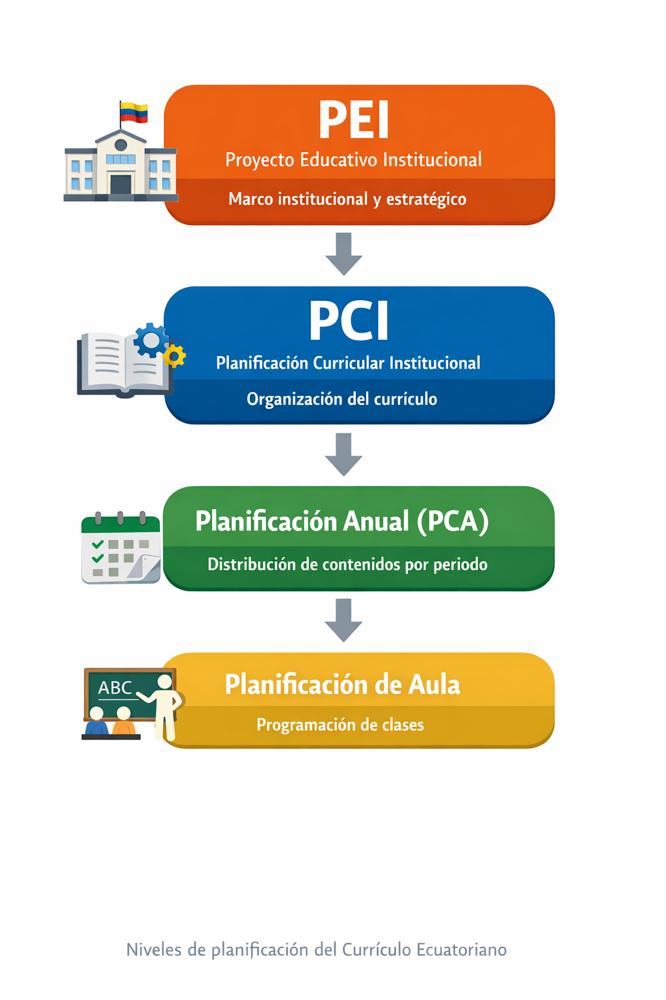 PEI
Proyecto Educativo Institucional
Marco institucional y estratégico
PCI
Planificación Curricular Institucional
Organización del currículo
Planificación Anual (PCA)
Distribución de contenidos por periodo
ABC
Planificación de Aula
Programación de clases
Niveles de planificación del Currículo Ecuatoriano